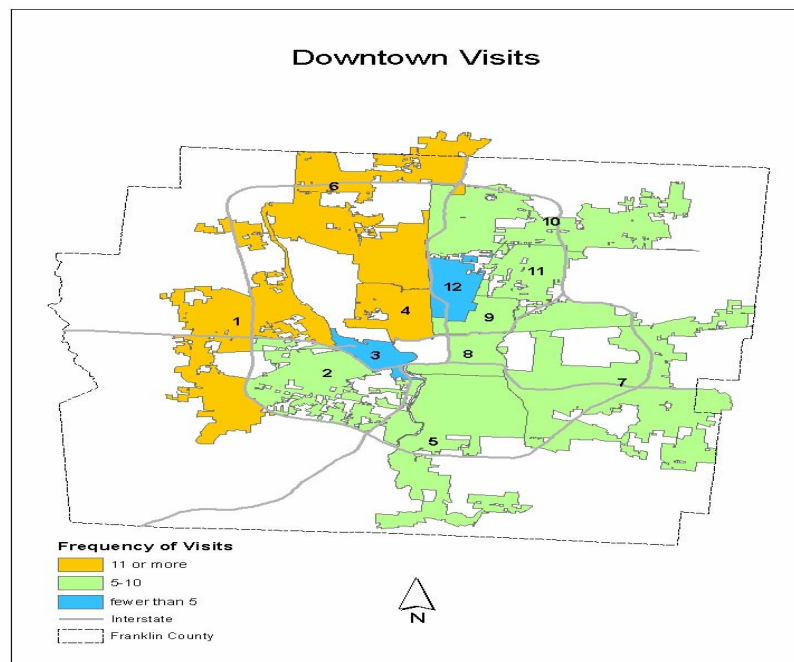 Downtown Visits
6
10
11
12
1
4
9
3
8
2
7
5
Frequency of Visits
11 or more
5-10
fewer than 5
Interstate
Franklin County
N